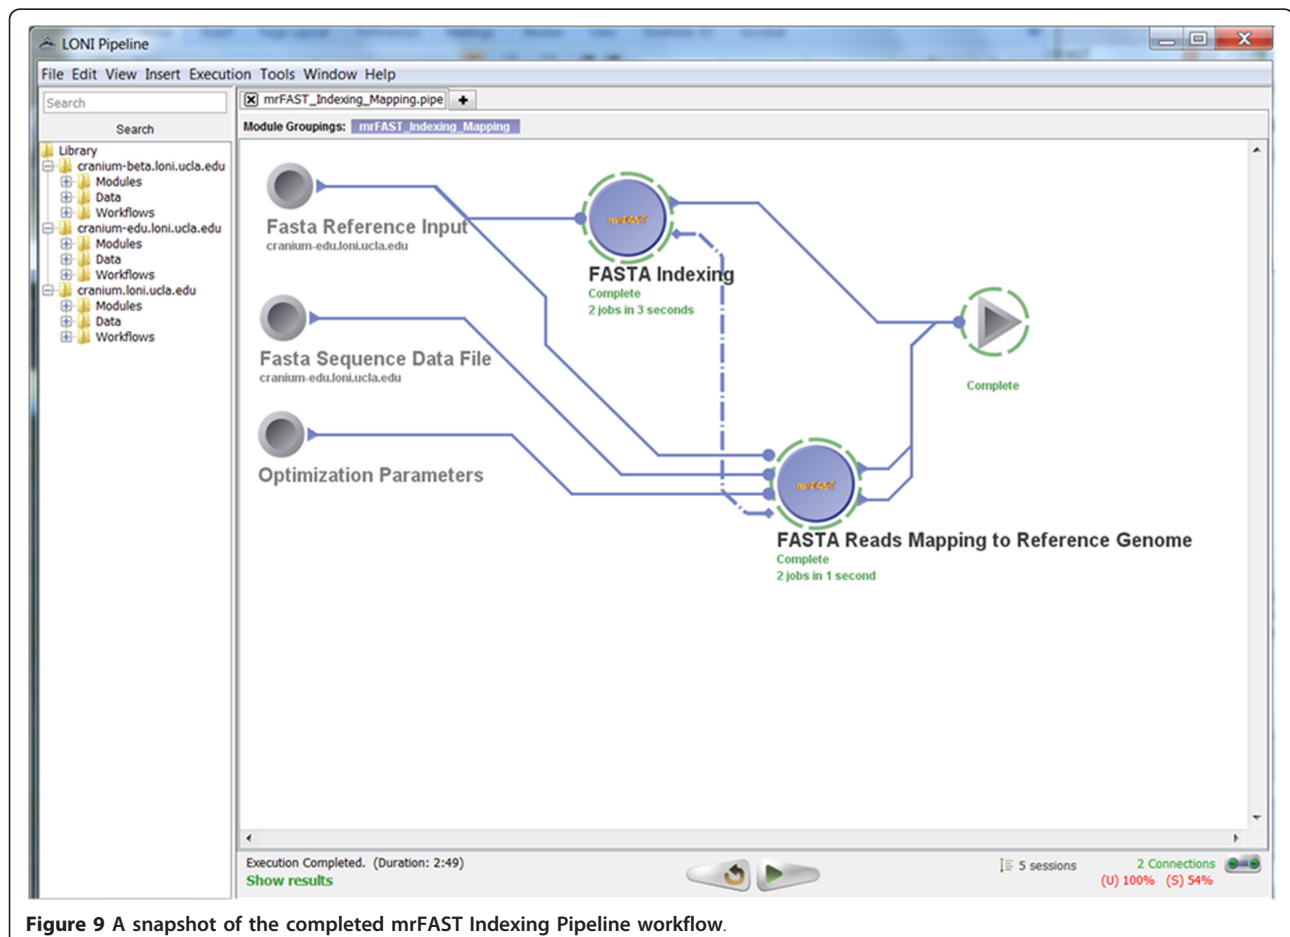 LONI Pipeline
File Edit View Insert Execution Tools Window Help
Search
Search
Library
cranium-beta.loni.ucla.edu
Modules
Data
Workflows
cranium-edu.loni.ucla.edu
Modules
Data
Workflows
cranium.loni.ucla.edu
Modules
Data
Workflows
mrFAST_Indexing_Mapping.pipe
Module Groupings: mrFAST_Indexing_Mapping
Fasta Reference Input
cranium-edu.loni.ucla.edu
mrFAST
FASTA Indexing
Complete
2 jobs in 3 seconds
Fasta Sequence Data File
cranium-edu.loni.ucla.edu
Complete
Optimization Parameters
mrFAST
FASTA Reads Mapping to Reference Genome
Complete
2 jobs in 1 second
Execution Completed. (Duration: 2:49)
Show results
5 sessions
2 Connections
(U) 100% (S) 54%
Figure 9 A snapshot of the completed mrFAST Indexing Pipeline workflow.